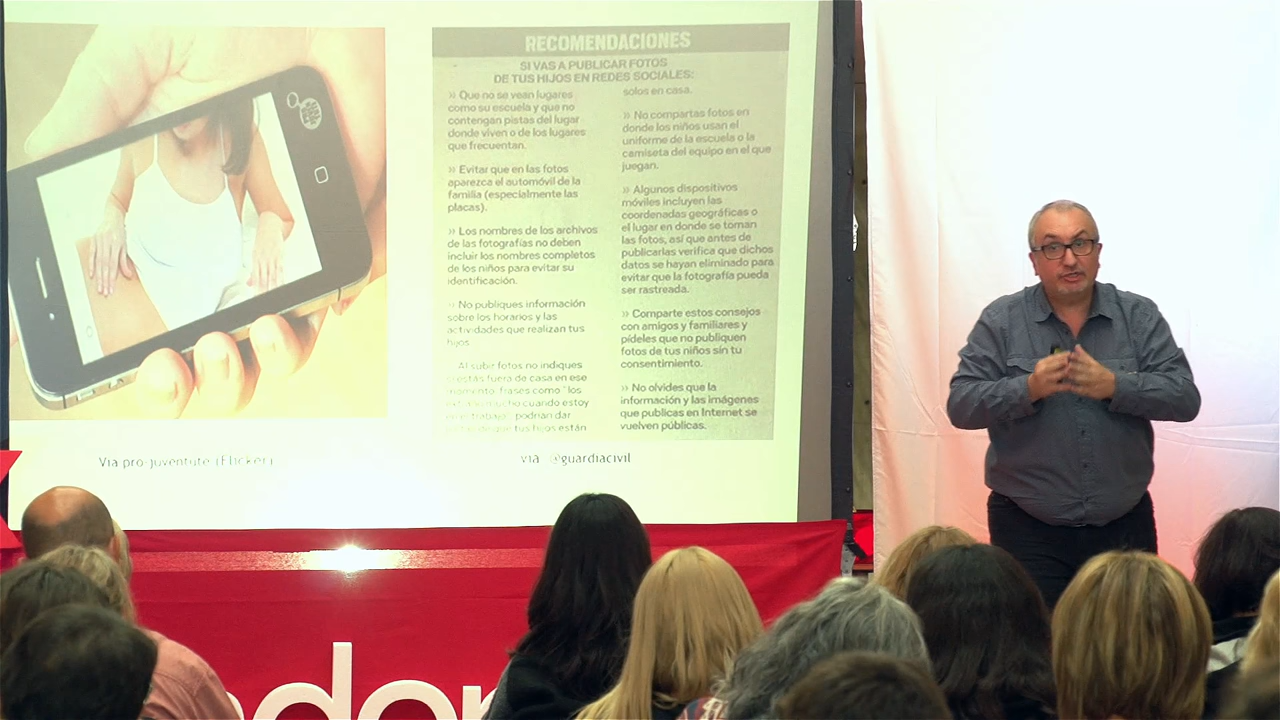 RECOMENDACIONES
SI VAS A PUBLICAR FOTOS
DE TUS HIJOS EN REDES SOCIALES:
» Que no se vean lugares
como su escuela y que no
contengan pistas del lugar
donde viven o de los lugares
que frecuentan.
» Evitar que en las fotos
aparezca el automóvil de la
familia (especialmente las
placas).
» Los nombres de los archivos
de las fotografías no deben
incluir los nombres completos
de los niños para evitar su
identificación.
» No publiques información
sobre los horarios y las
actividades que realizan tus
hijos.
Al subir fotos no indiques
si estás fuera de casa en ese
momento, frases como "los
mucho cuando estoy
trabajo", podrían dar
que tus hijos están
solos en casa.
» No compartas fotos en
donde los niños usan el
uniforme de la escuela o la
camiseta del equipo en el que
juegan.
» Algunos dispositivos
móviles incluyen las
coordenadas geográficas o
el lugar en donde se toman
las fotos, así que antes de
publicarlas verifica que dichos
datos se hayan eliminado para
evitar que la fotografía pueda
ser rastreada.
» Comparte estos consejos
con amigos y familiares y
pídeles que no publiquen
fotos de tus niños sin tu
consentimiento.
» No olvides que la
información y las imágenes
que publicas en Internet se
vuelven públicas.
Via pro juventute (Flicker)
via @guardiacivil